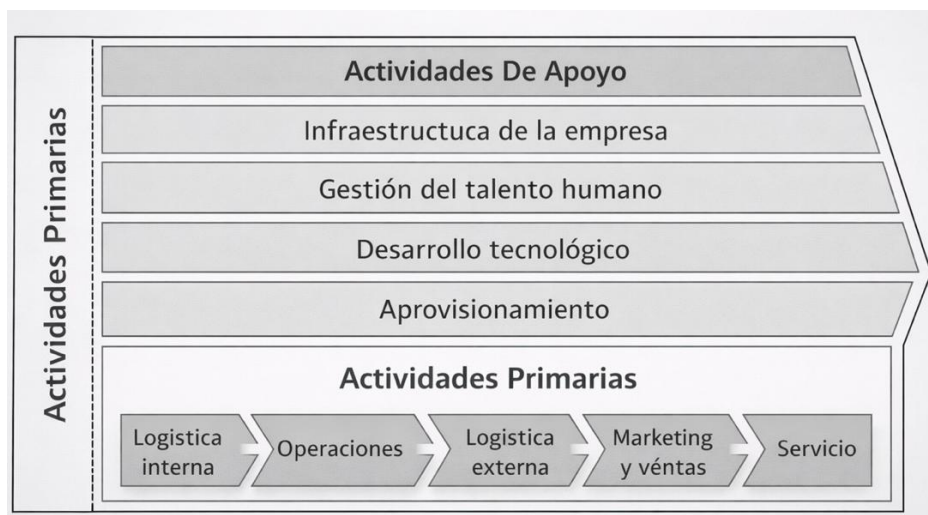 Actividades Primarias
Actividades De Apoyo
Infraestructuca de la empresa
Gestión del talento humano
Desarrollo tecnológico
Aprovisionamiento
Actividades Primarias
Logistica
interna
Operaciones
Logistica
externa
Marketing
y véntas
Servicio